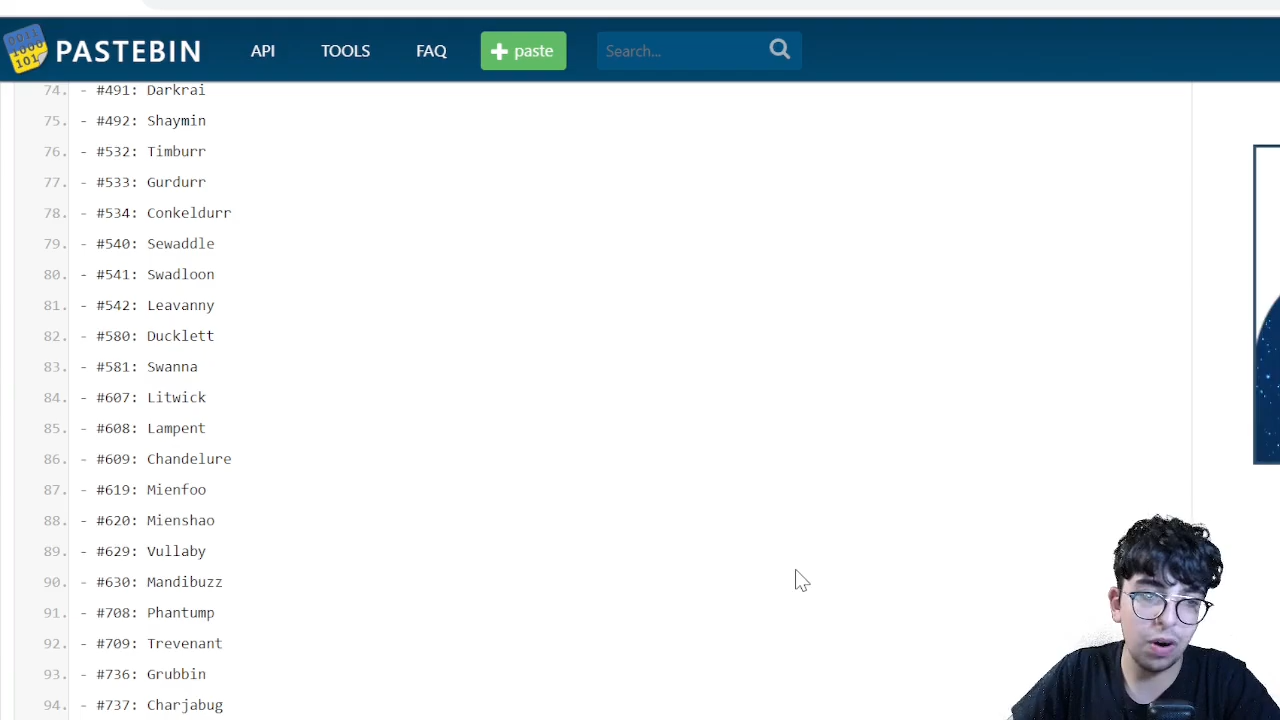 0011
1000
101
PASTEBIN API TOOLS FAQ + paste Search...
74. - #491: Darkrai
75. - #492: Shaymin
76. - #532: Timburr
77. - #533: Gurdurr
78. - #534: Conkeldurr
79. - #540: Sewaddle
80. - #541: Swadloon
81. - #542: Leavanny
82. - #580: Ducklett
83. - #581: Swanna
84. - #607: Litwick
85. - #608: Lampent
86. - #609: Chandelure
87. - #619: Mienfoo
88. - #620: Mienshao
89. - #629: Vullaby
90. - #630: Mandibuzz
91. - #708: Phantump
92. - #709: Trevenant
93. - #736: Grubbin
94. - #737: Charjabug